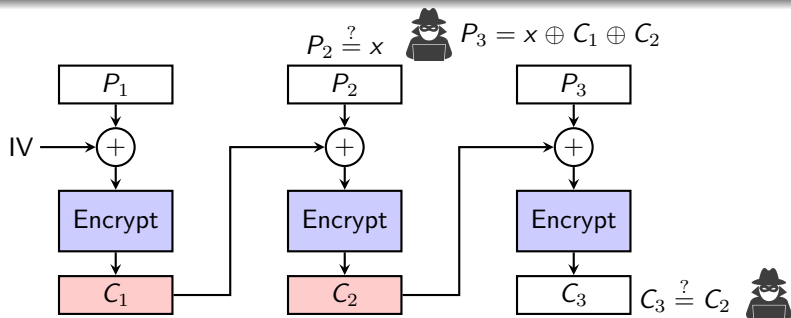 P₂ ≟ x
P₃ = x ⊕ C₁ ⊕ C₂
P₁
P₂
P₃
IV
+
+
+
Encrypt
Encrypt
Encrypt
C₁
C₂
C₃
C₃ ≟ C₂